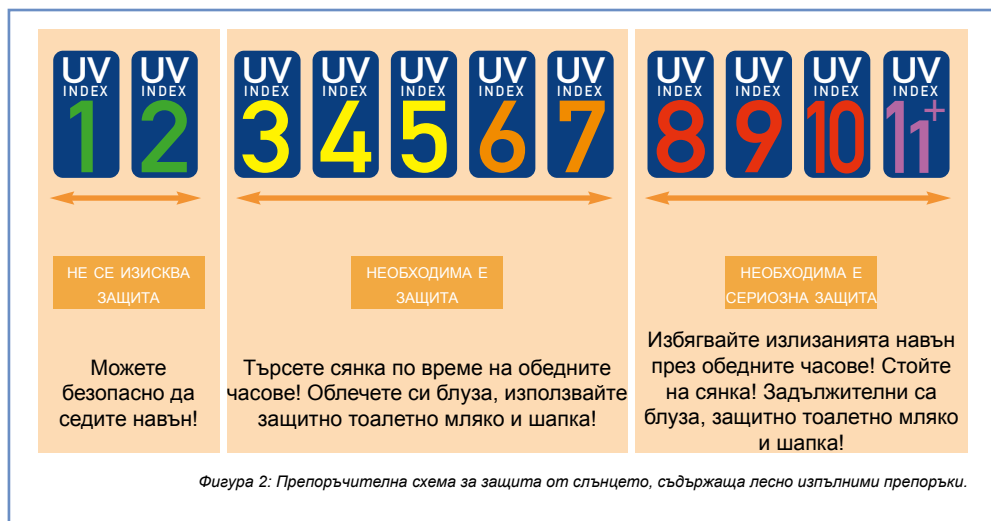 UV INDEX 1
UV INDEX 2
UV INDEX 3
UV INDEX 4
UV INDEX 5
UV INDEX 6
UV INDEX 7
UV INDEX 8
UV INDEX 9
UV INDEX 10
UV INDEX 11+
НЕ СЕ ИЗИСКВА
ЗАЩИТА
Можете
безопасно да
седите навън!
НЕОБХОДИМА Е
ЗАЩИТА
Търсете сянка по време на обедните
часове! Облечете си блуза, използвайте
защитно тоалетно мляко и шапка!
НЕОБХОДИМА Е
СЕРИОЗНА ЗАЩИТА
Избягвайте излизанията навън
през обедните часове! Стойте
на сянка! Задължителни са
блуза, защитно тоалетно мляко
и шапка!
Фигура 2: Препоръчителна схема за защита от слънцето, съдържаща лесно изпълними препоръки.